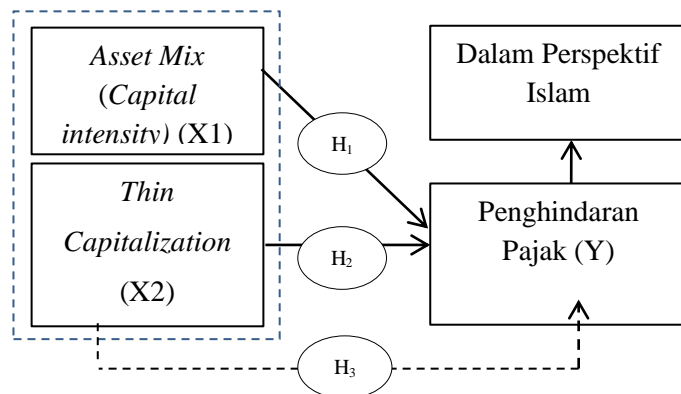 Asset Mix
(Capital
intensity) (X1)
Thin
Capitalization
(X2)
H1
H2
H3
Dalam Perspektif
Islam
Penghindaran
Pajak (Y)